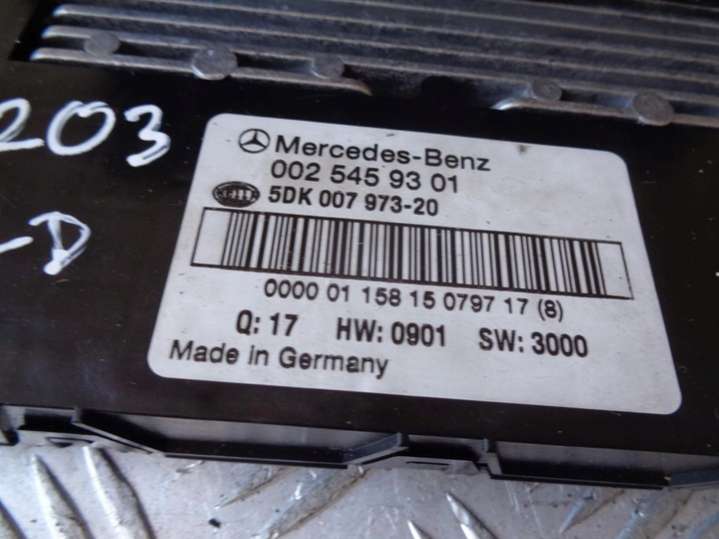 203
-D
Mercedes-Benz
002 545 93 01
HELLA 5DK 007 973-20
0000 01 158 15 0797 17 (8)
Q: 17 HW: 0901 SW: 3000
Made in Germany